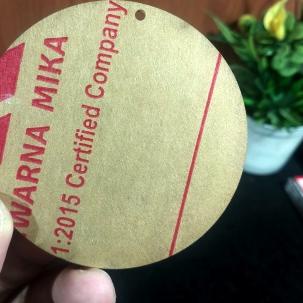 WARNA MIKA
1:2015 Certified Company